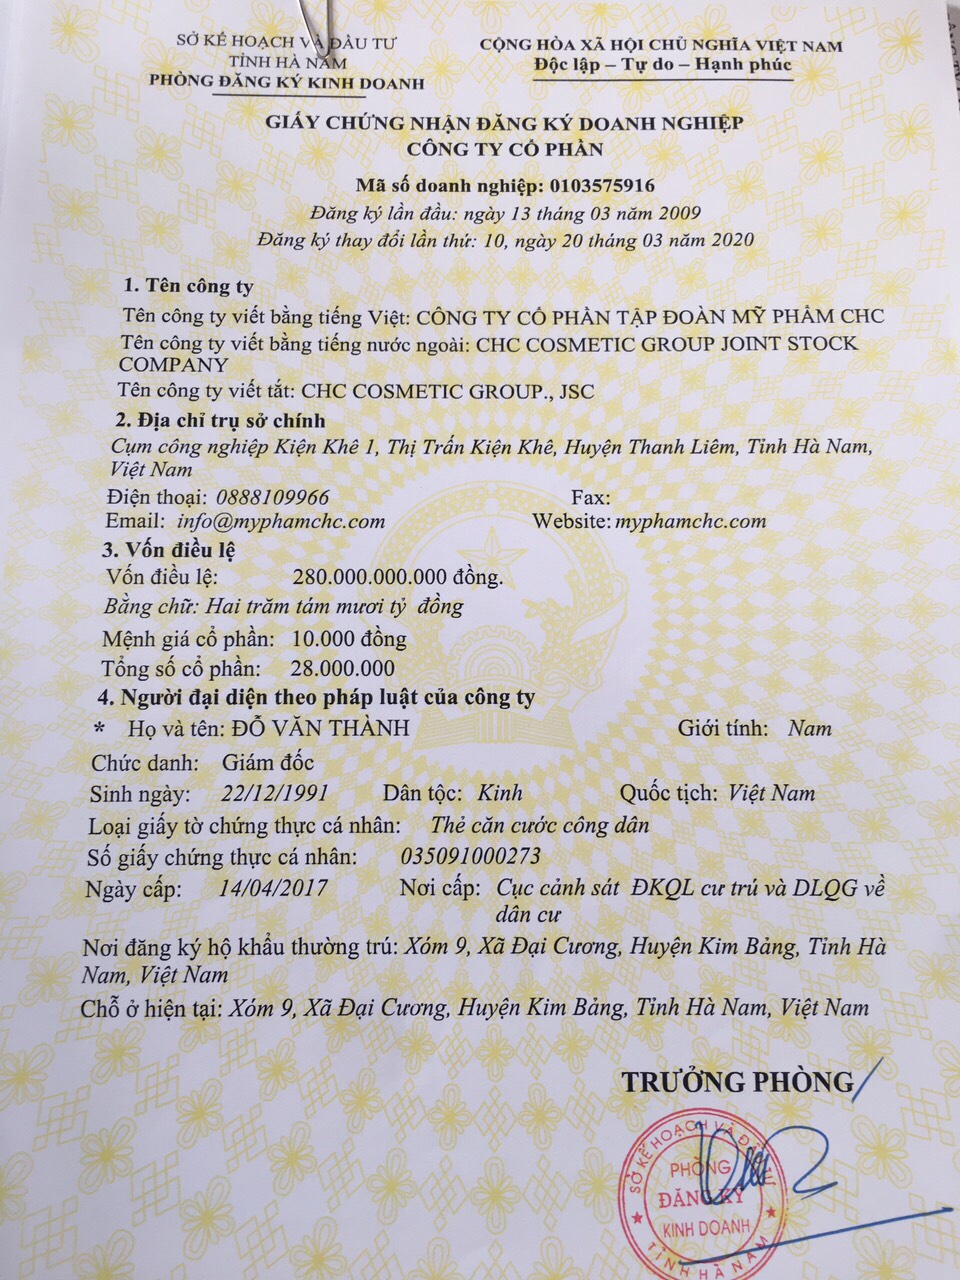 SỞ KẾ HOẠCH VÀ ĐẦU TƯ
TỈNH HÀ NAM
PHÒNG ĐĂNG KÝ KINH DOANH
CỘNG HÒA XÃ HỘI CHỦ NGHĨA VIỆT NAM
Độc lập – Tự do – Hạnh phúc
GIẤY CHỨNG NHẬN ĐĂNG KÝ DOANH NGHIỆP
CÔNG TY CỔ PHẦN
Mã số doanh nghiệp: 0103575916
Đăng ký lần đầu: ngày 13 tháng 03 năm 2009
Đăng ký thay đổi lần thứ: 10, ngày 20 tháng 03 năm 2020
1. Tên công ty
Tên công ty viết bằng tiếng Việt: CÔNG TY CỔ PHẦN TẬP ĐOÀN MỸ PHẨM CHC
Tên công ty viết bằng tiếng nước ngoài: CHC COSMETIC GROUP JOINT STOCK
COMPANY
Tên công ty viết tắt: CHC COSMETIC GROUP., JSC
2. Địa chỉ trụ sở chính
Cụm công nghiệp Kiện Khê 1, Thị Trấn Kiện Khê, Huyện Thanh Liêm, Tỉnh Hà Nam,
Việt Nam
Điện thoại: 0888109966 Fax:
Email: info@myphamchc.com Website: myphamchc.com
3. Vốn điều lệ
Vốn điều lệ: 280.000.000.000 đồng.
Bằng chữ: Hai trăm tám mươi tỷ đồng
Mệnh giá cổ phần: 10.000 đồng
Tổng số cổ phần: 28.000.000
4. Người đại diện theo pháp luật của công ty
* Họ và tên: ĐỖ VĂN THÀNH Giới tính: Nam
Chức danh: Giám đốc
Sinh ngày: 22/12/1991 Dân tộc: Kinh Quốc tịch: Việt Nam
Loại giấy tờ chứng thực cá nhân: Thẻ căn cước công dân
Số giấy chứng thực cá nhân: 035091000273
Ngày cấp: 14/04/2017 Nơi cấp: Cục cảnh sát ĐKQL cư trú và DLQG về
dân cư
Nơi đăng ký hộ khẩu thường trú: Xóm 9, Xã Đại Cương, Huyện Kim Bảng, Tỉnh Hà
Nam, Việt Nam
Chỗ ở hiện tại: Xóm 9, Xã Đại Cương, Huyện Kim Bảng, Tỉnh Hà Nam, Việt Nam
TRƯỞNG PHÒNG
SỞ KẾ HOẠCH VÀ ĐẦU TƯ
PHÒNG
ĐĂNG KÝ
KINH DOANH
TỈNH HÀ NAM